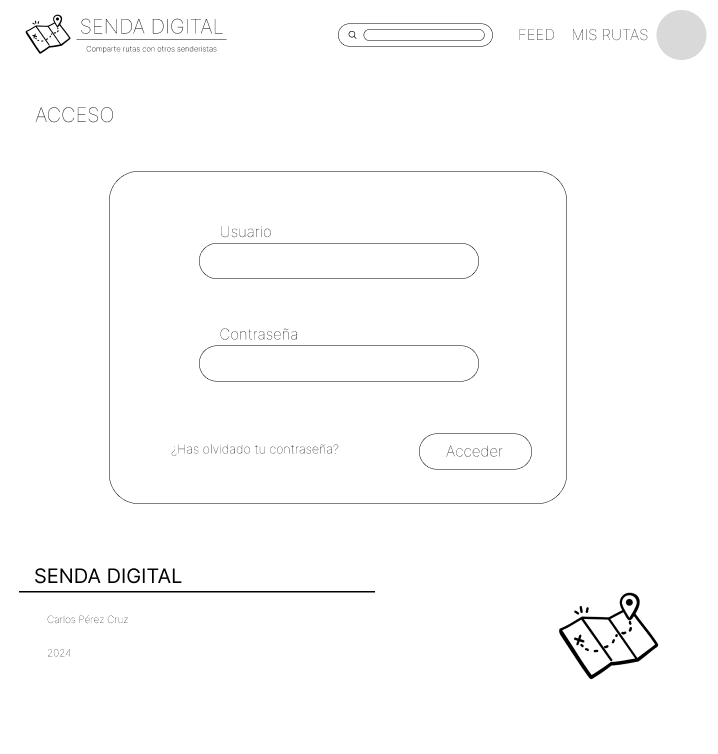 SENDA DIGITAL
Comparte rutas con otros senderistas
FEED
MIS RUTAS
ACCESO
Usuario
Contraseña
¿Has olvidado tu contraseña?
Acceder
SENDA DIGITAL
Carlos Pérez Cruz
2024